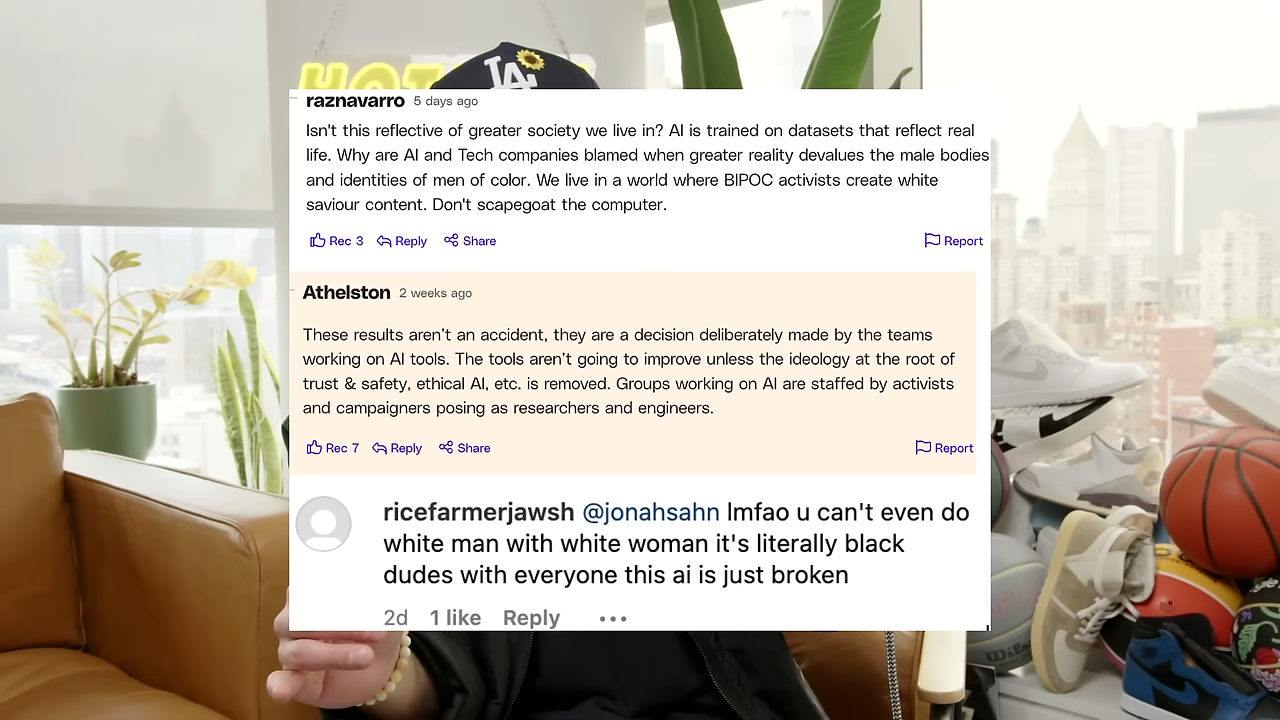 HOT
LA
raznavarro 5 days ago
Isn't this reflective of greater society we live in? AI is trained on datasets that reflect real
life. Why are AI and Tech companies blamed when greater reality devalues the male bodies
and identities of men of color. We live in a world where BIPOC activists create white
saviour content. Don't scapegoat the computer.
Rec 3 Reply Share Report
Athelston 2 weeks ago
These results aren't an accident, they are a decision deliberately made by the teams
working on AI tools. The tools aren't going to improve unless the ideology at the root of
trust & safety, ethical AI, etc. is removed. Groups working on AI are staffed by activists
and campaigners posing as researchers and engineers.
Rec 7 Reply Share Report
ricefarmerjawsh @jonahsahn lmfao u can't even do
white man with white woman it's literally black
dudes with everyone this ai is just broken
2d 1 like Reply •••
Wilson